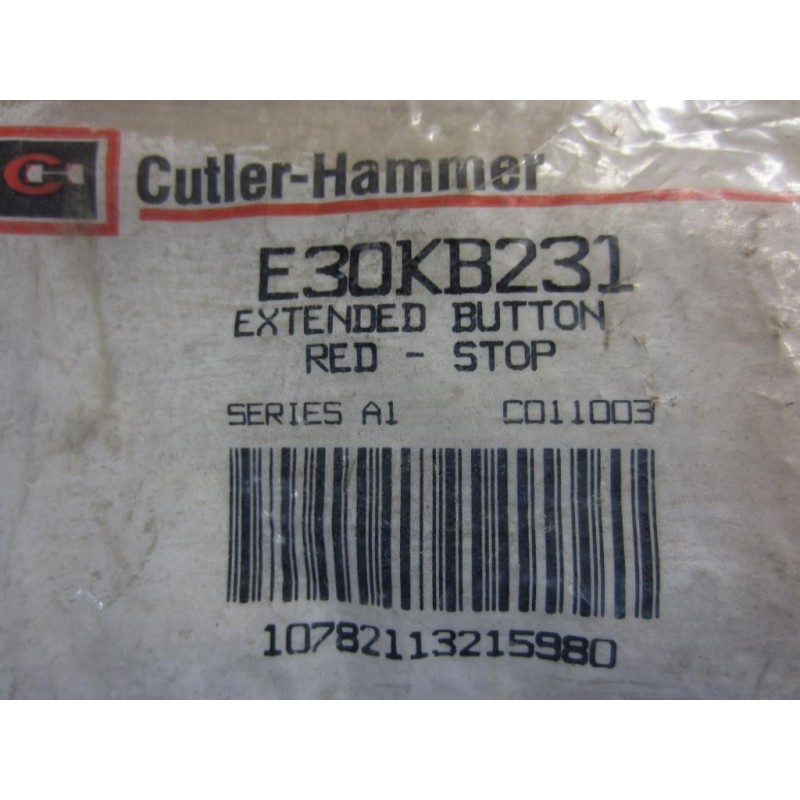 Cutler-Hammer
E30KB231
EXTENDED BUTTON
RED - STOP
SERIES A1 C011003
10782113215980